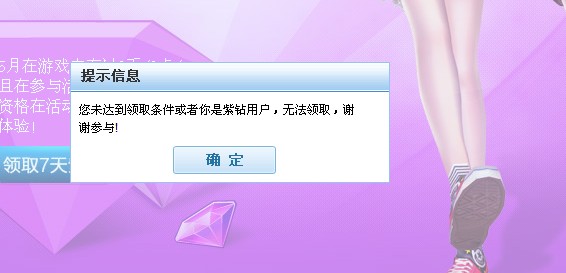 5月在游戏
提示信息
且在参与活
您未达到领取条件或者你是紫钻用户，无法领取，谢
谢参与!
资格在活动
体验!
领取7天
确 定